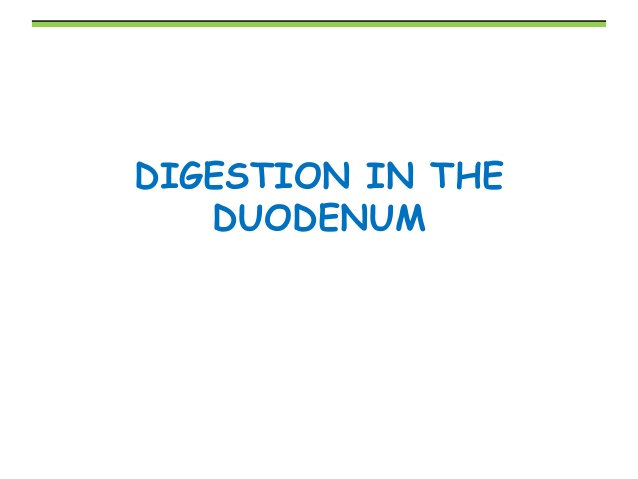 DIGESTION IN THE
DUODENUM